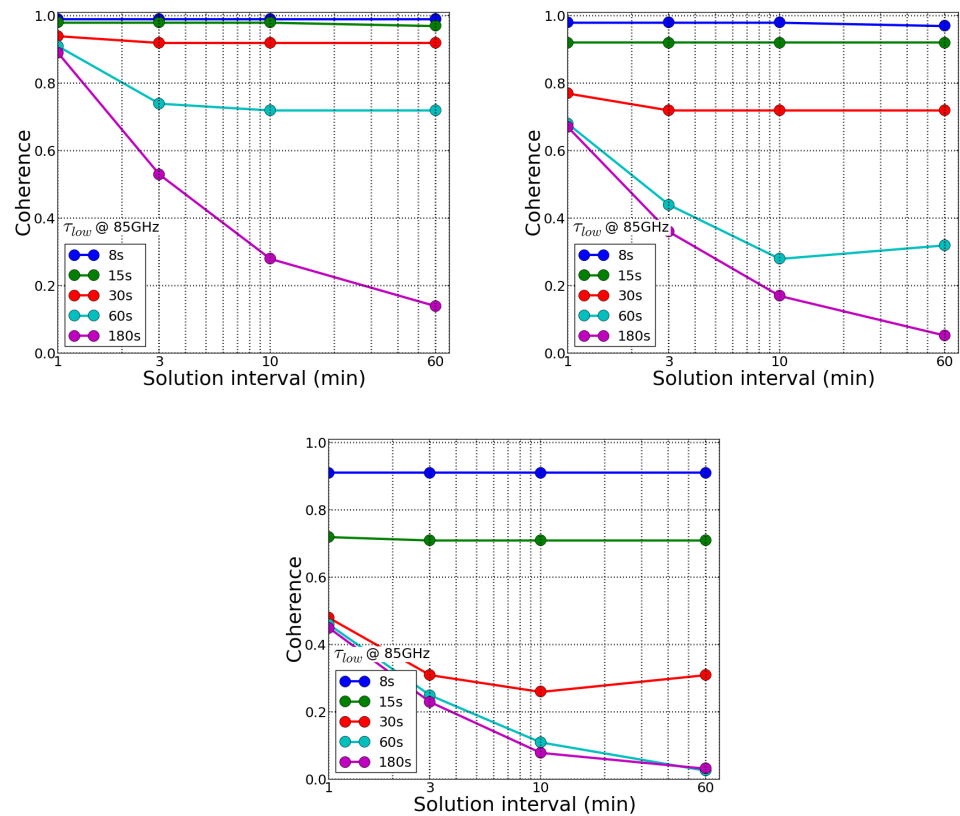 1.0
0.8
0.6
0.4
0.2
0.0
Coherence
τlow @ 85GHz
8s
15s
30s
60s
180s
1 3 10 60
Solution interval (min)
1.0
0.8
0.6
0.4
0.2
0.0
Coherence
τlow @ 85GHz
8s
15s
30s
60s
180s
1 3 10 60
Solution interval (min)
1.0
0.8
0.6
0.4
0.2
0.0
Coherence
τlow @ 85GHz
8s
15s
30s
60s
180s
1 3 10 60
Solution interval (min)